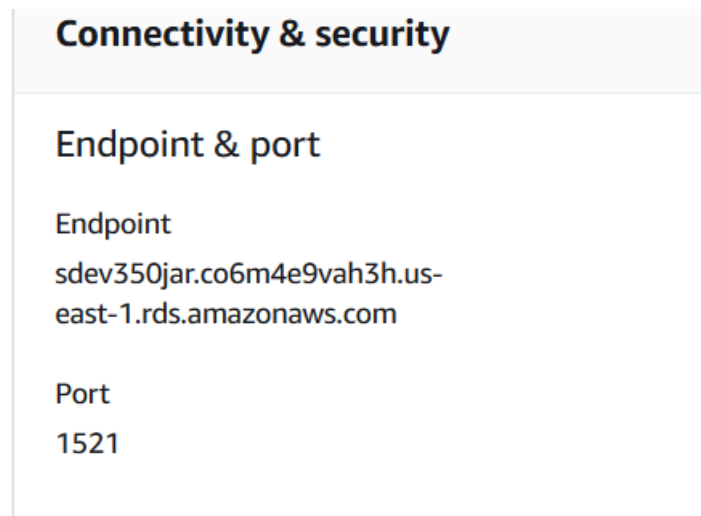 Connectivity & security
Endpoint & port
Endpoint
sdev350jar.co6m4e9vah3h.us-
east-1.rds.amazonaws.com
Port
1521